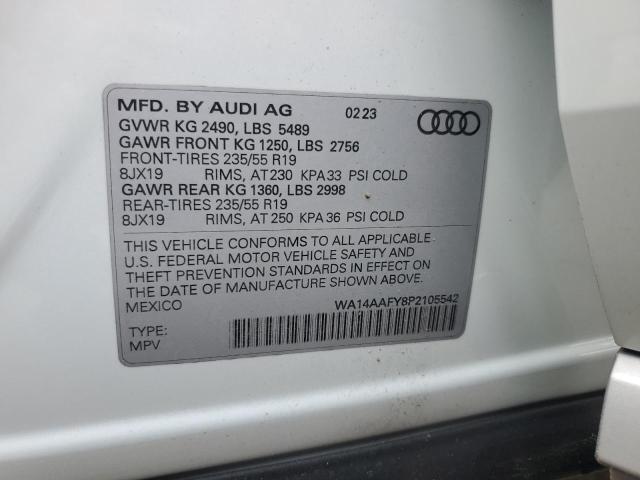 MFD. BY AUDI AG 02 23
GVWR KG 2490, LBS 5489
GAWR FRONT KG 1250, LBS 2756
FRONT-TIRES 235/55 R19
8JX19 RIMS, AT 230 KPA 33 PSI COLD
GAWR REAR KG 1360, LBS 2998
REAR-TIRES 235/55 R19
8JX19 RIMS, AT 250 KPA 36 PSI COLD
THIS VEHICLE CONFORMS TO ALL APPLICABLE
U.S. FEDERAL MOTOR VEHICLE SAFETY AND
THEFT PREVENTION STANDARDS IN EFFECT ON
THE DATE OF MANUFACTURE SHOWN ABOVE.
MEXICO WA14AAFY8P2105542
TYPE:
MPV